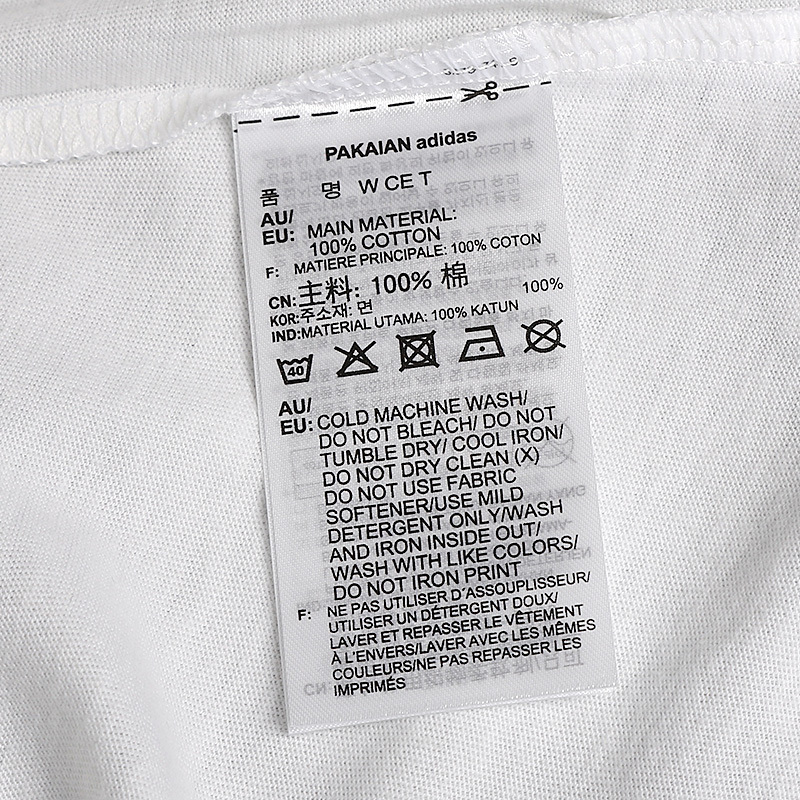 PAKAIAN adidas
품 명 W CE T
AU/
EU: MAIN MATERIAL:
100% COTTON
F: MATIERE PRINCIPALE: 100% COTON
CN: 主料: 100% 棉
KOR: 주소재: 면 100%
IND: MATERIAL UTAMA: 100% KATUN
40
AU/
EU: COLD MACHINE WASH/
DO NOT BLEACH/ DO NOT
TUMBLE DRY/ COOL IRON/
DO NOT DRY CLEAN (X)
DO NOT USE FABRIC
SOFTENER/USE MILD
DETERGENT ONLY/WASH
AND IRON INSIDE OUT/
WASH WITH LIKE COLORS/
DO NOT IRON PRINT
F: NE PAS UTILISER D'ASSOUPLISSEUR/
UTILISER UN DÉTERGENT DOUX/
LAVER ET REPASSER LE VÊTEMENT
À L'ENVERS/LAVER AVEC LES MÊMES
COULEURS/NE PAS REPASSER LES
IMPRIMÉS